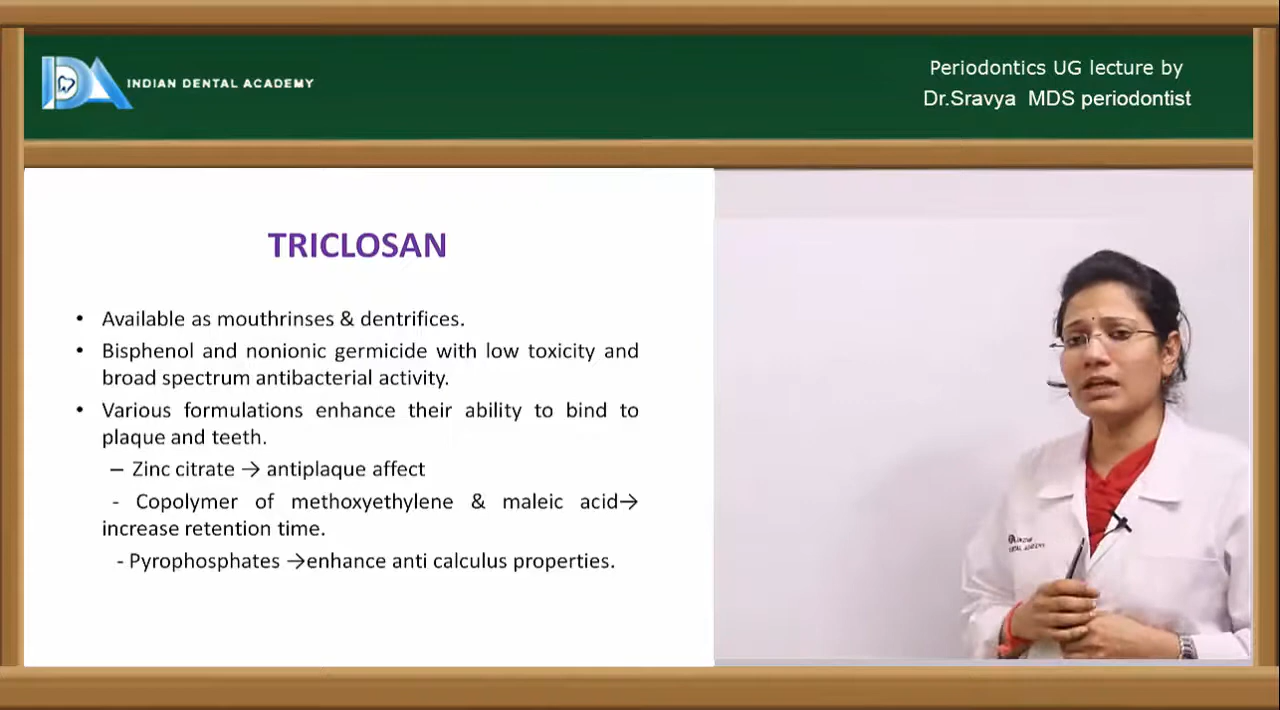 INDIAN DENTAL ACADEMY
Periodontics UG lecture by
Dr.Sravya MDS periodontist
TRICLOSAN
• Available as mouthrinses & dentrifices.
• Bisphenol and nonionic germicide with low toxicity and
broad spectrum antibacterial activity.
• Various formulations enhance their ability to bind to
plaque and teeth.
– Zinc citrate → antiplaque affect
- Copolymer of methoxyethylene & maleic acid→
increase retention time.
- Pyrophosphates →enhance anti calculus properties.